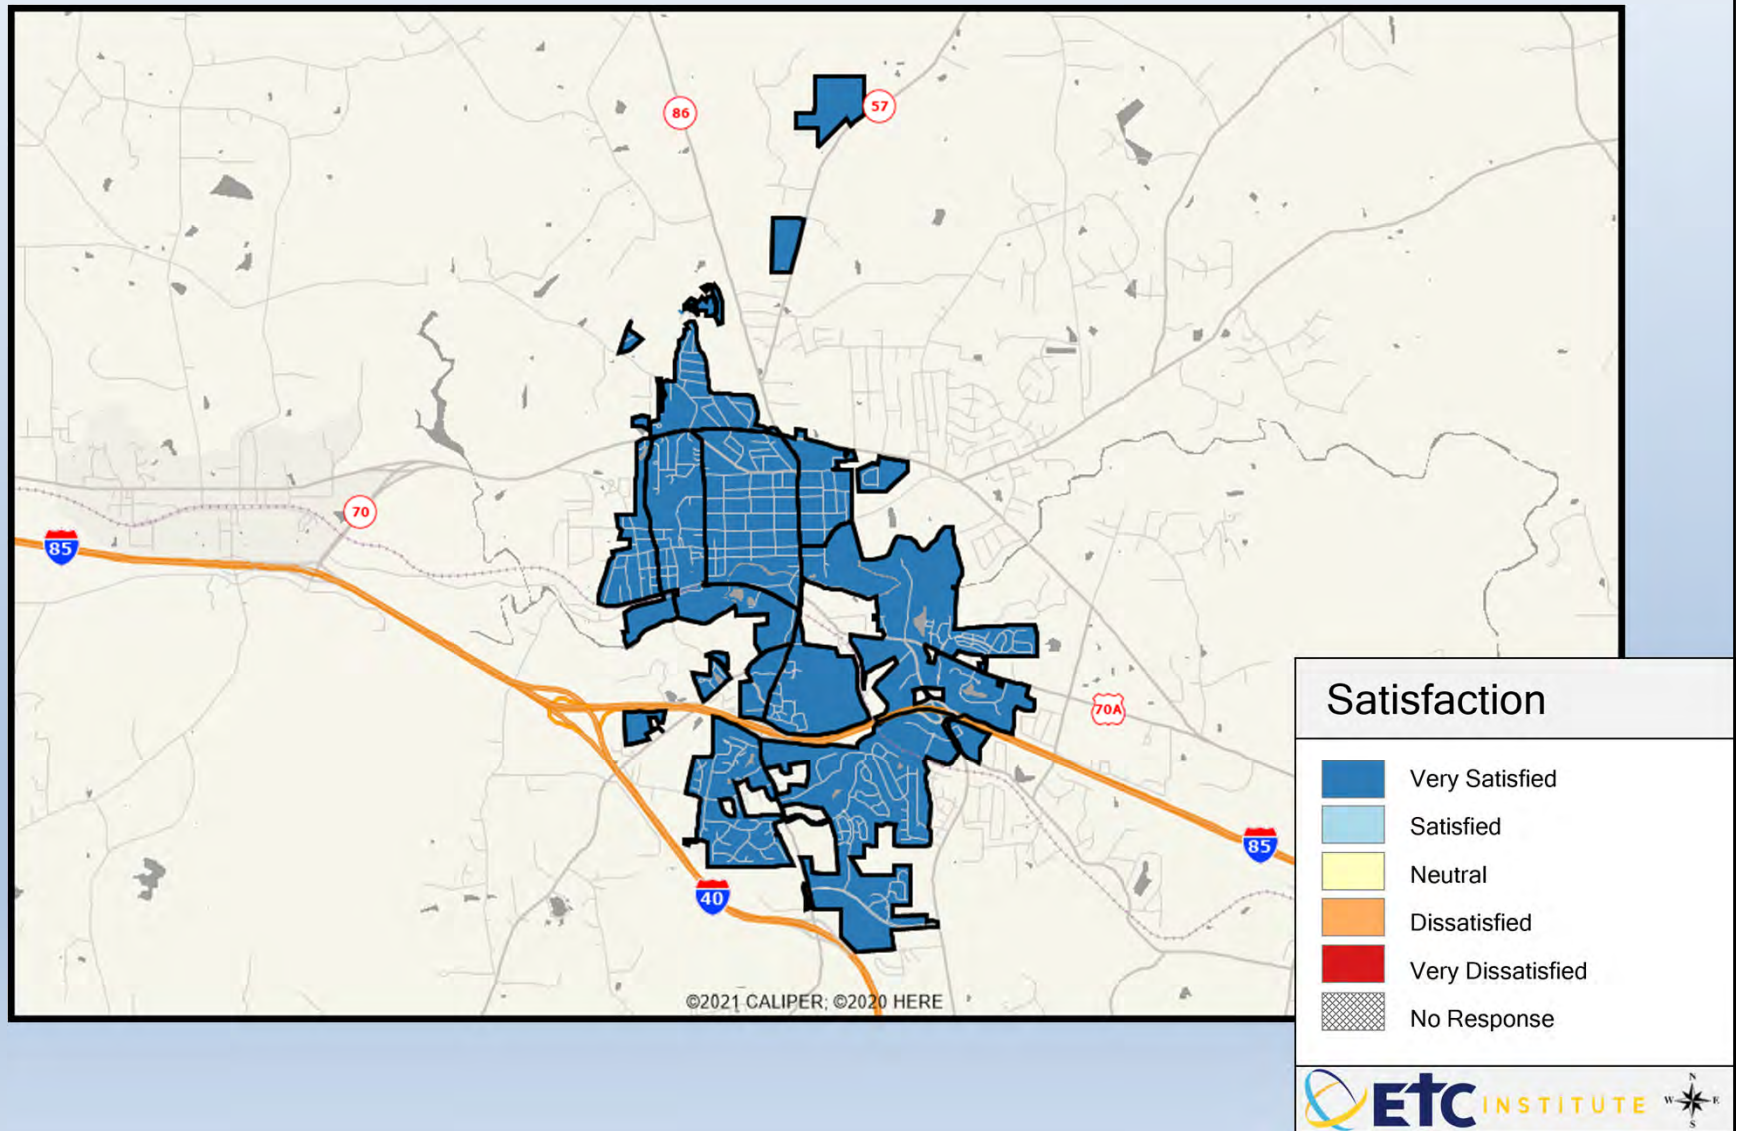 86
57
70
85
70A
Satisfaction
Very Satisfied
Satisfied
85
Neutral
40
Dissatisfied
Very Dissatisfied
©2021 CALIPER; ©2020 HERE
No Response
N
ETC INSTITUTE W E
S